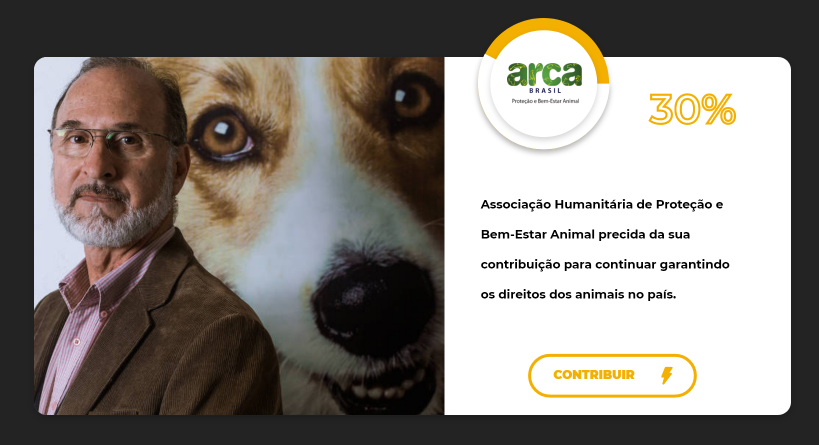 arca
BRASIL
Proteção e Bem-Estar Animal
30%
Associação Humanitária de Proteção e
Bem-Estar Animal precida da sua
contribuição para continuar garantindo
os direitos dos animais no país.
CONTRIBUIR